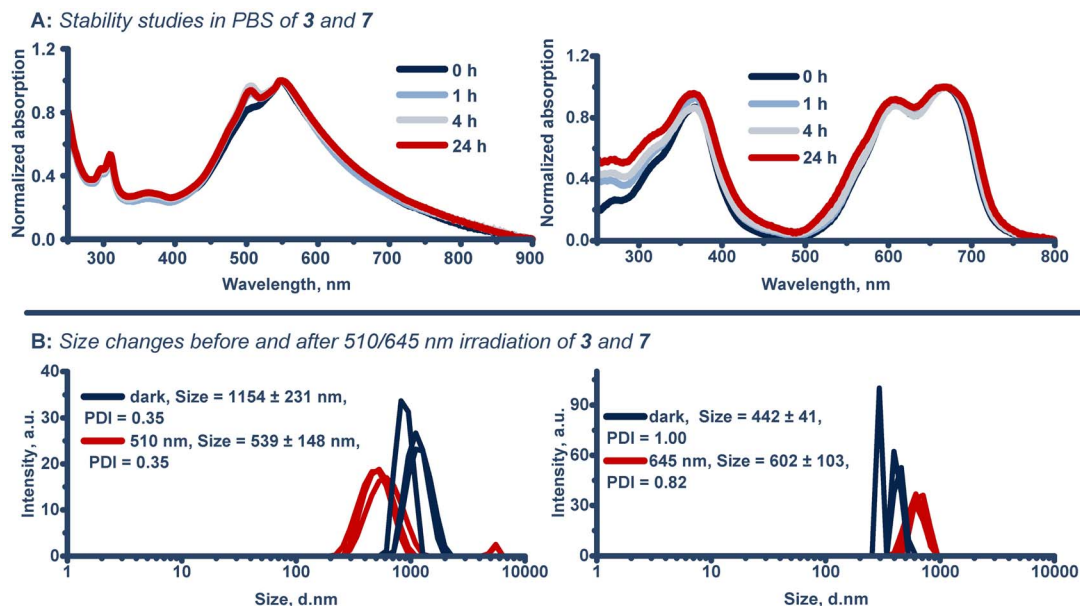 A: Stability studies in PBS of 3 and 7
Normalized absorption
1.2
0.8
0.4
0.0
300 400 500 600 700 800 900
Wavelength, nm
0 h
1 h
4 h
24 h
Normalized absorption
1.2
0.8
0.4
0.0
300 400 500 600 700 800
Wavelength, nm
0 h
1 h
4 h
24 h
B: Size changes before and after 510/645 nm irradiation of 3 and 7
Intensity, a.u.
40
30
20
10
0
1 10 100 1000 10000
Size, d.nm
dark, Size = 1154 ± 231 nm,
PDI = 0.35
510 nm, Size = 539 ± 148 nm,
PDI = 0.35
Intensity, a.u.
90
60
30
0
1 10 100 1000 10000
Size, d.nm
dark, Size = 442 ± 41,
PDI = 1.00
645 nm, Size = 602 ± 103,
PDI = 0.82